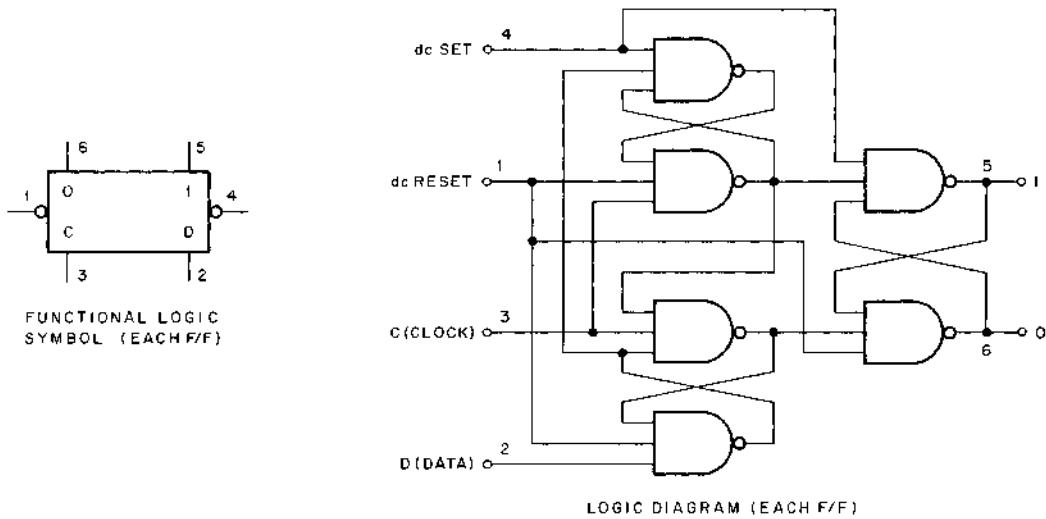 6 5
1 0 1 4
C D
3 2
FUNCTIONAL LOGIC
SYMBOL (EACH F/F)
dc SET 4
dc RESET 1
5 1
C(CLOCK) 3
6 0
D(DATA) 2
LOGIC DIAGRAM (EACH F/F)